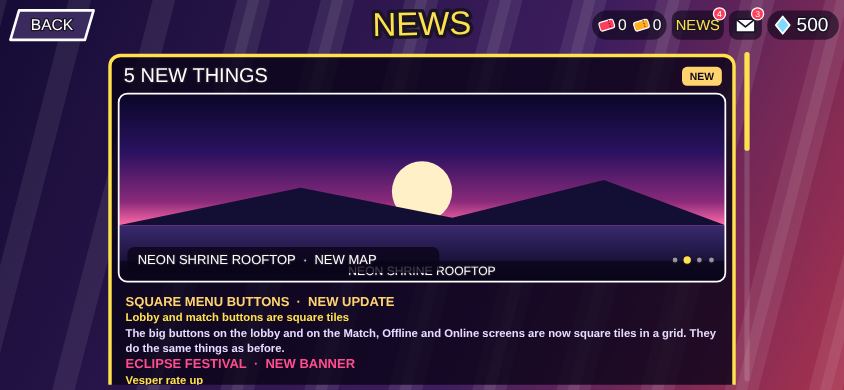 BACK
NEWS
0
0
NEWS
4
3
500
5 NEW THINGS
NEW
NEON SHRINE ROOFTOP · NEW MAP
NEON SHRINE ROOFTOP
SQUARE MENU BUTTONS · NEW UPDATE
Lobby and match buttons are square tiles
The big buttons on the lobby and on the Match, Offline and Online screens are now square tiles in a grid. They
do the same things as before.
ECLIPSE FESTIVAL · NEW BANNER
Vesper rate up